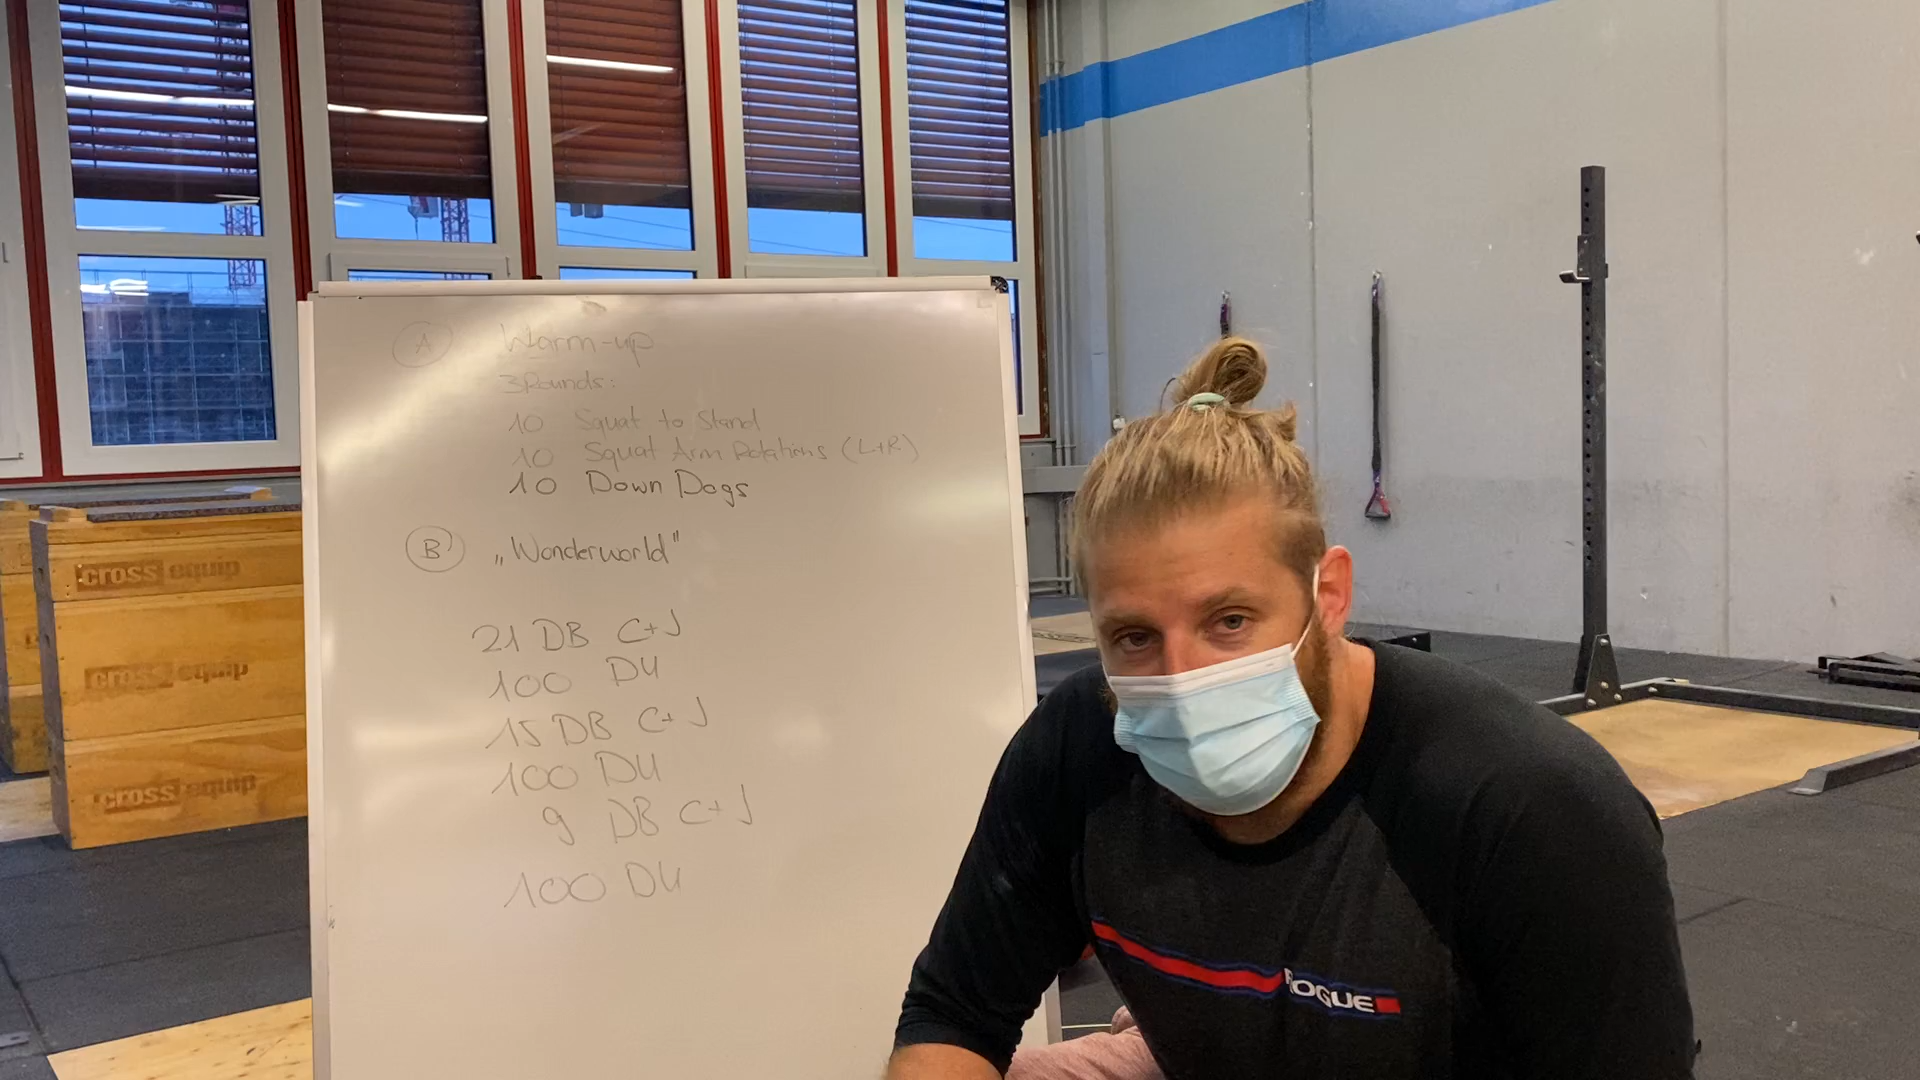 A Warm-up
3 Rounds:
10 Squat to Stand
10 Squat Arm Rotations (L+R)
10 Down Dogs
B „Wonderworld"
21 DB C+J
100 DU
15 DB C+J
100 DU
9 DB C+J
100 DU
cross equip
cross equip
cross equip
ROGUE